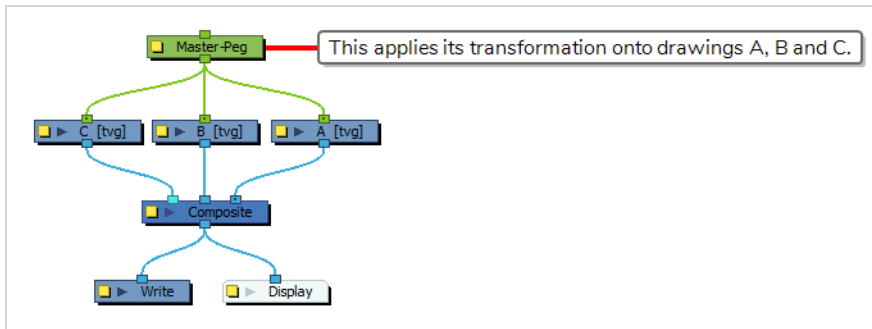 Master-Peg
This applies its transformation onto drawings A, B and C.
C [tvg]
B [tvg]
A [tvg]
Composite
Write
Display